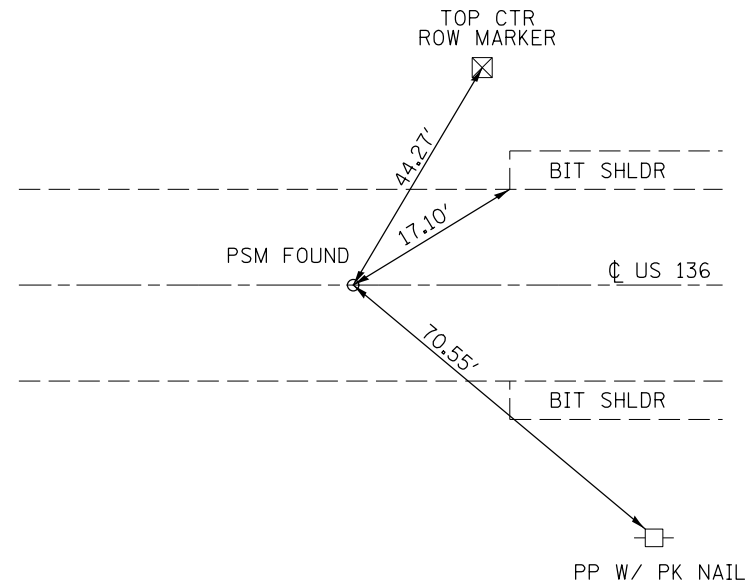 TOP CTR
ROW MARKER
44.27'
BIT SHLDR
17.10'
PSM FOUND
℄ US 136
70.55'
BIT SHLDR
PP W/ PK NAIL